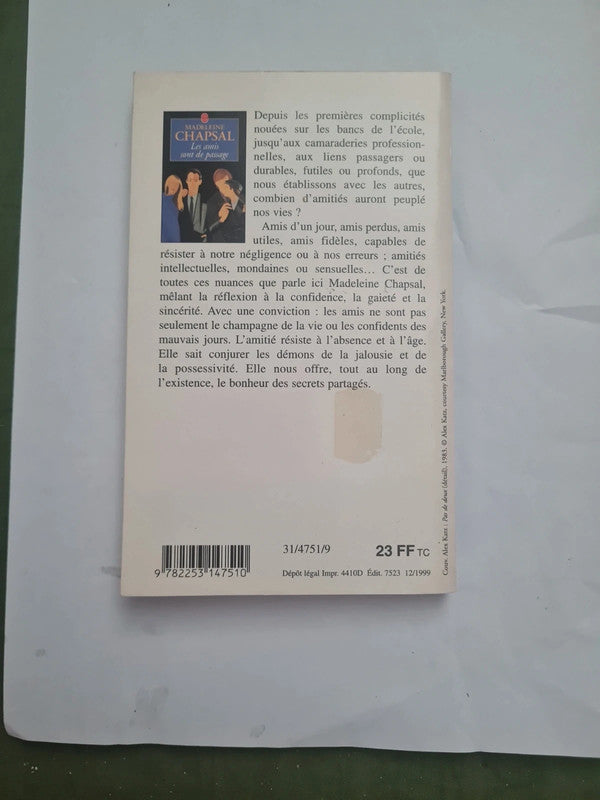 MADELEINE
CHAPSAL
Les amis
sont de passage
Depuis les premières complicités
nouées sur les bancs de l'école,
jusqu'aux camaraderies profession-
nelles, aux liens passagers ou
durables, futiles ou profonds, que
nous établissons avec les autres,
combien d'amitiés auront peuplé
nos vies ?
Amis d'un jour, amis perdus, amis
utiles, amis fidèles, capables de
résister à notre négligence ou à nos erreurs ; amitiés
intellectuelles, mondaines ou sensuelles… C'est de
toutes ces nuances que parle ici Madeleine Chapsal,
mêlant la réflexion à la confidence, la gaieté et la
sincérité. Avec une conviction : les amis ne sont pas
seulement le champagne de la vie ou les confidents des
mauvais jours. L'amitié résiste à l'absence et à l'âge.
Elle sait conjurer les démons de la jalousie et de
la possessivité. Elle nous offre, tout au long de
l'existence, le bonheur des secrets partagés.
Couv. Alex Katz : Pas de deux (détail), 1983. © Alex Katz, courtesy Marlborough Gallery, New York.
31/4751/9
23 FF TC
9 782253 147510
Dépôt légal Impr. 4410D Édit. 7523 12/1999